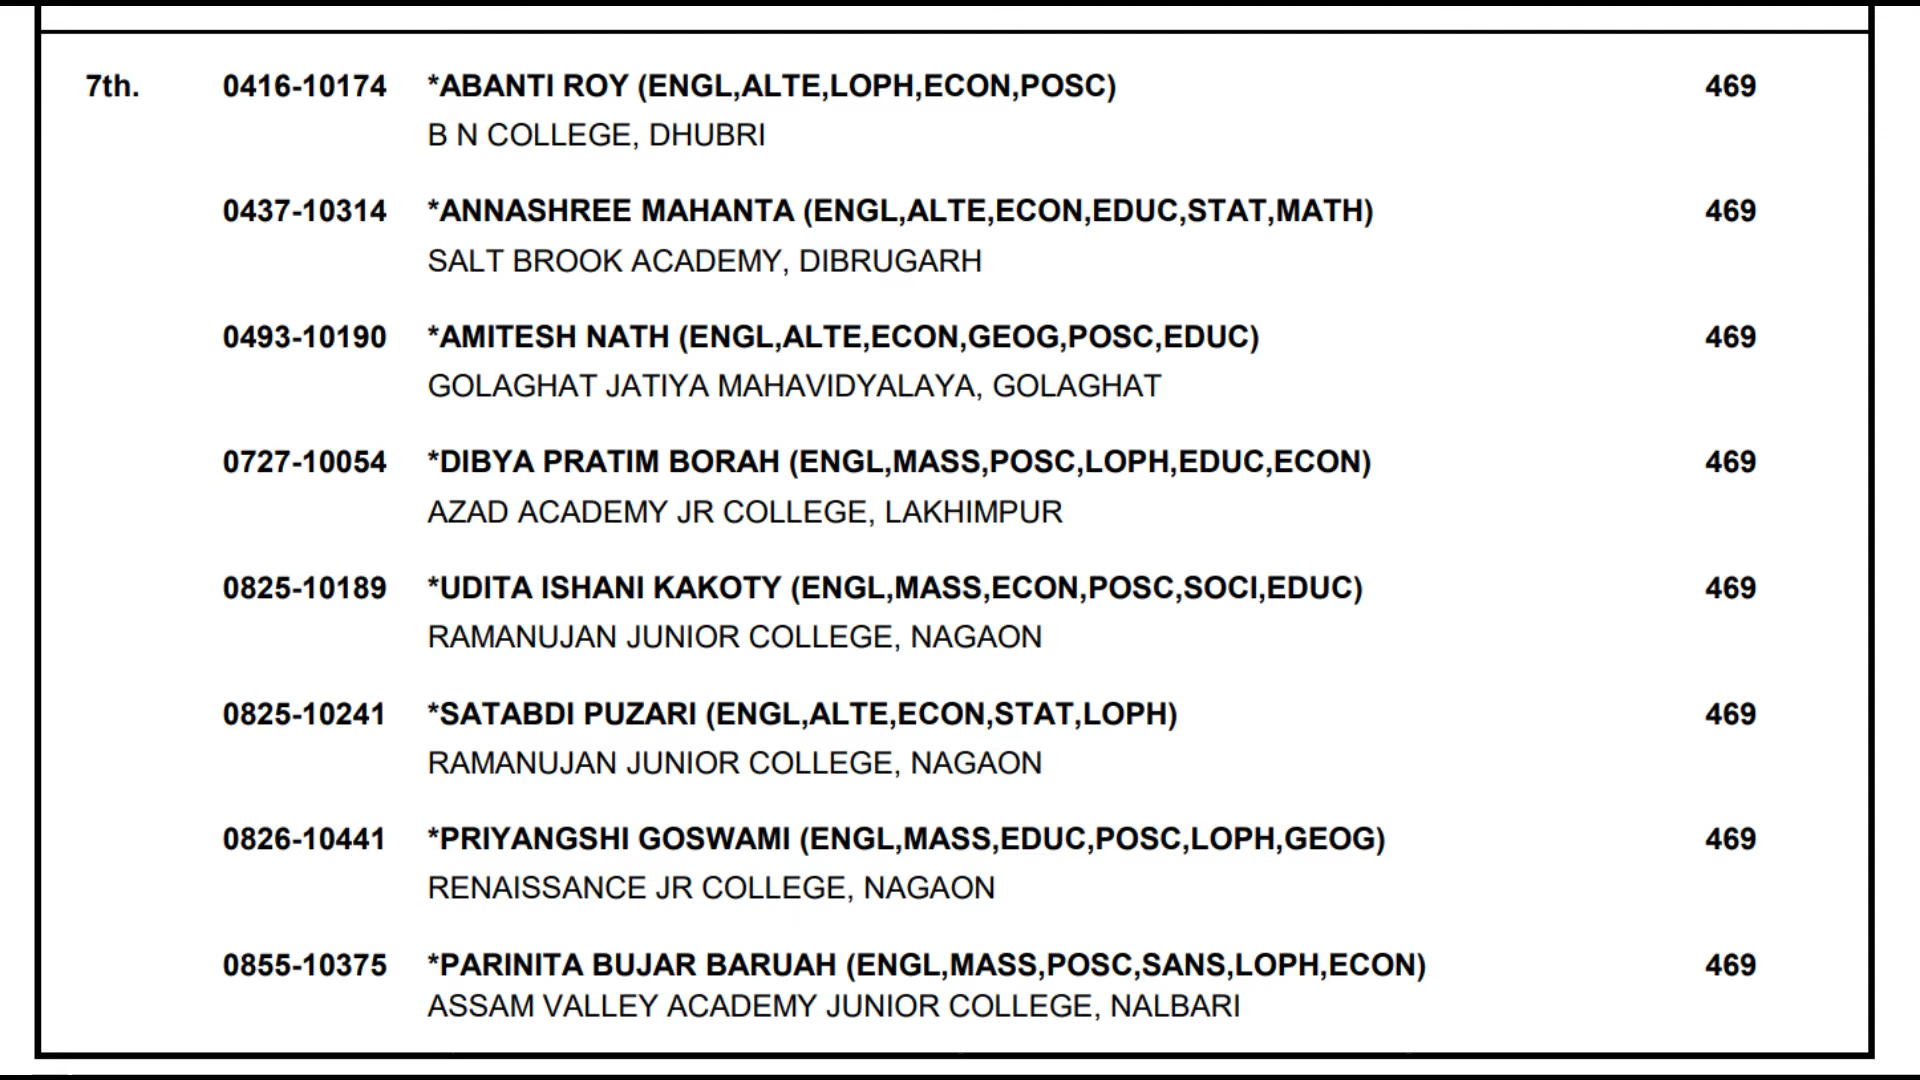 7th. 0416-10174 *ABANTI ROY (ENGL,ALTE,LOPH,ECON,POSC) 469
B N COLLEGE, DHUBRI
0437-10314 *ANNASHREE MAHANTA (ENGL,ALTE,ECON,EDUC,STAT,MATH) 469
SALT BROOK ACADEMY, DIBRUGARH
0493-10190 *AMITESH NATH (ENGL,ALTE,ECON,GEOG,POSC,EDUC) 469
GOLAGHAT JATIYA MAHAVIDYALAYA, GOLAGHAT
0727-10054 *DIBYA PRATIM BORAH (ENGL,MASS,POSC,LOPH,EDUC,ECON) 469
AZAD ACADEMY JR COLLEGE, LAKHIMPUR
0825-10189 *UDITA ISHANI KAKOTY (ENGL,MASS,ECON,POSC,SOCI,EDUC) 469
RAMANUJAN JUNIOR COLLEGE, NAGAON
0825-10241 *SATABDI PUZARI (ENGL,ALTE,ECON,STAT,LOPH) 469
RAMANUJAN JUNIOR COLLEGE, NAGAON
0826-10441 *PRIYANGSHI GOSWAMI (ENGL,MASS,EDUC,POSC,LOPH,GEOG) 469
RENAISSANCE JR COLLEGE, NAGAON
0855-10375 *PARINITA BUJAR BARUAH (ENGL,MASS,POSC,SANS,LOPH,ECON) 469
ASSAM VALLEY ACADEMY JUNIOR COLLEGE, NALBARI